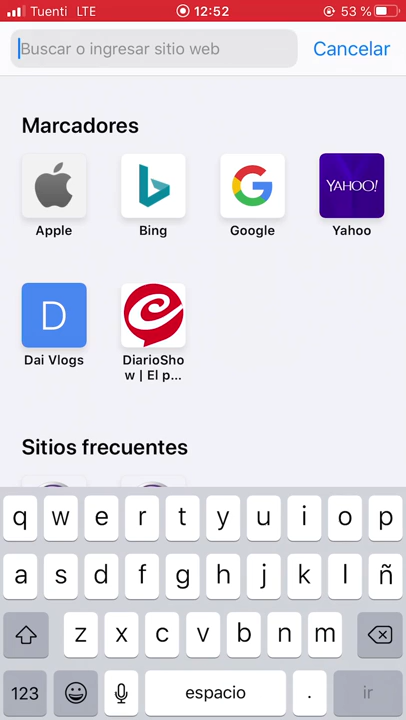 Tuenti LTE 12:52 53 %
Buscar o ingresar sitio web Cancelar
Marcadores
YAHOO!
Apple Bing Google Yahoo
D
Dai Vlogs DiarioSho
w | El p...
Sitios frecuentes
q w e r t y u i o p
a s d f g h j k l ñ
z x c v b n m
123 espacio . ir